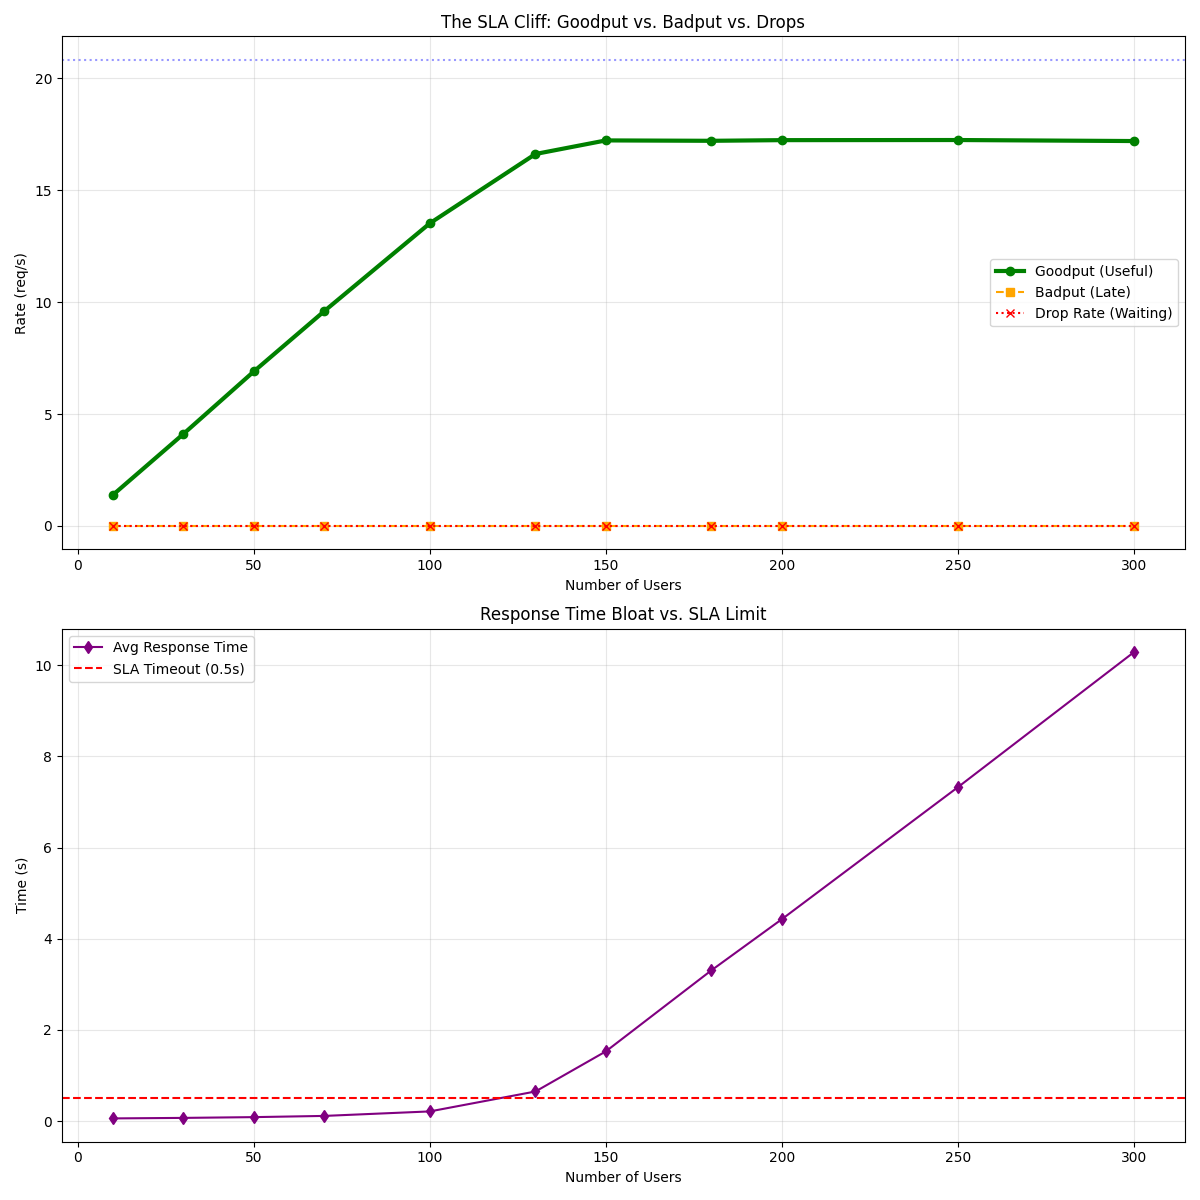 The SLA Cliff: Goodput vs. Badput vs. Drops
20
15
10
5
0
Rate (req/s)
Goodput (Useful)
Badput (Late)
Drop Rate (Waiting)
0 50 100 150 200 250 300
Number of Users
Response Time Bloat vs. SLA Limit
Avg Response Time
SLA Timeout (0.5s)
10
8
6
4
2
0
Time (s)
0 50 100 150 200 250 300
Number of Users